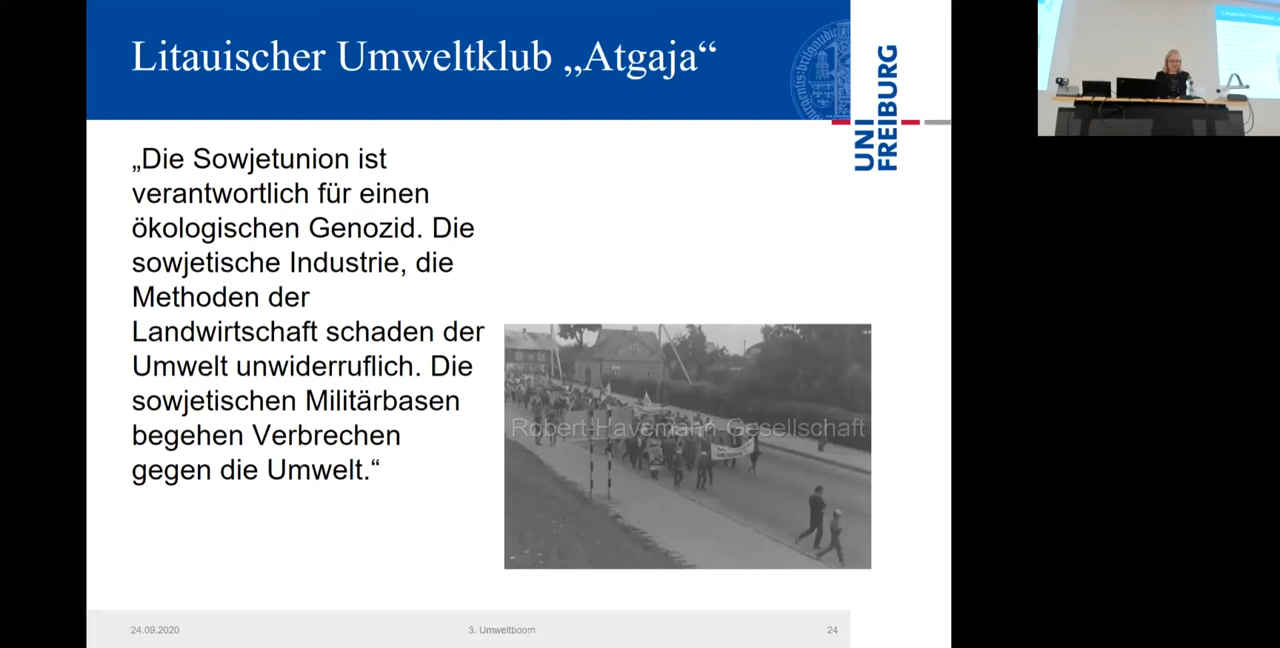 Litauischer Umweltklub „Atgaja“
UNI
FREIBURG
„Die Sowjetunion ist
verantwortlich für einen
ökologischen Genozid. Die
sowjetische Industrie, die
Methoden der
Landwirtschaft schaden der
Umwelt unwiderruflich. Die
sowjetischen Militärbasen
begehen Verbrechen
gegen die Umwelt.“
Robert-Havemann-Gesellschaft
24.09.2020
3. Umweltboom
24